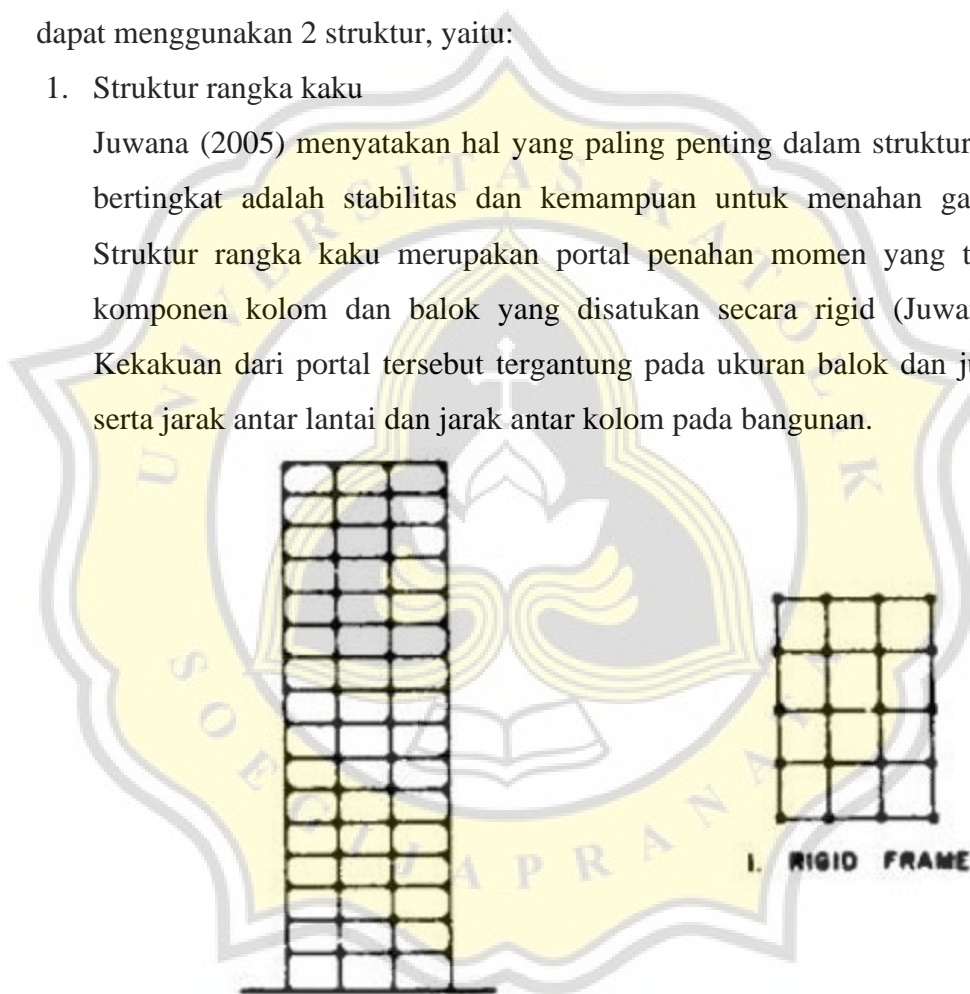 dapat menggunakan 2 struktur, yaitu:
1. Struktur rangka kaku
Juwana (2005) menyatakan hal yang paling penting dalam struktur
bertingkat adalah stabilitas dan kemampuan untuk menahan
Struktur rangka kaku merupakan portal penahan momen yang
komponen kolom dan balok yang disatukan secara rigid
Kekakuan dari portal tersebut tergantung pada ukuran balok dan
serta jarak antar lantai dan jarak antar kolom pada bangunan.
UNIVERSITAS KATOLIK
SOEGIJAPRANATA
1. RIGID FRAME